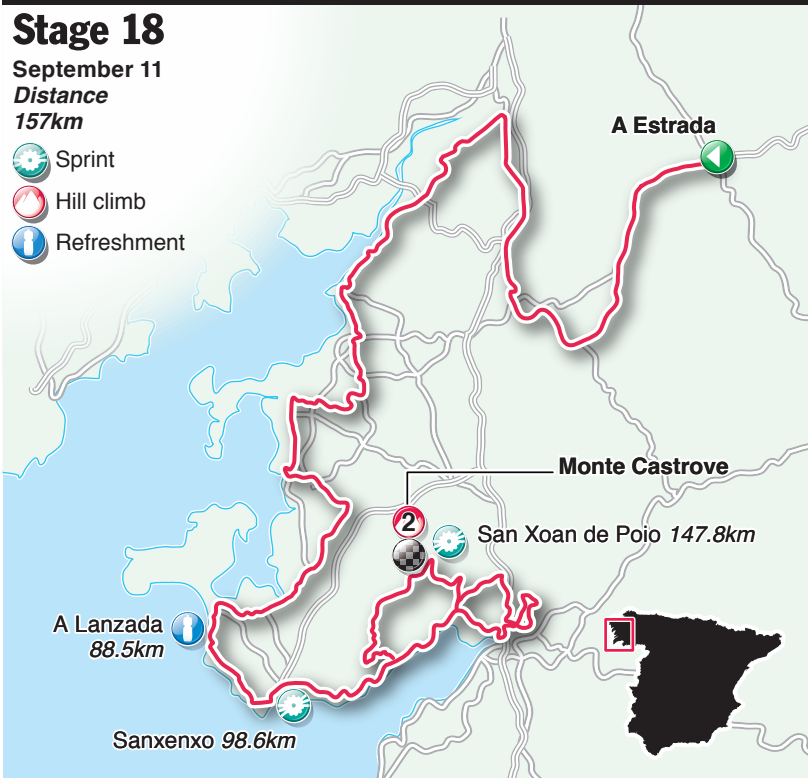 Stage 18
September 11
Distance
157km
Sprint
Hill climb
Refreshment
A Estrada
Monte Castrove
2
San Xoan de Poio 147.8km
A Lanzada
88.5km
Sanxenxo 98.6km